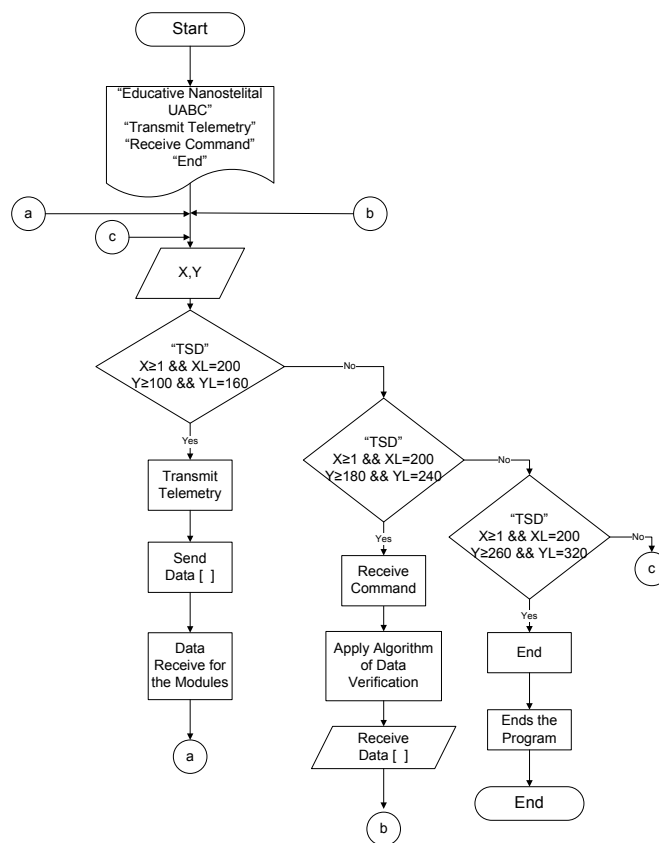 Start
“Educative Nanostelital
UABC”
“Transmit Telemetry”
“Receive Command”
“End”
a
b
c
X,Y
“TSD”
X≥1 && XL=200
Y≥100 && YL=160
No
Yes
“TSD”
X≥1 && XL=200
Y≥180 && YL=240
No
Yes
“TSD”
X≥1 && XL=200
Y≥260 && YL=320
No
c
Yes
Transmit
Telemetry
Send
Data [ ]
Data
Receive for
the Modules
a
Receive
Command
Apply Algorithm
of Data
Verification
Receive
Data [ ]
b
End
Ends the
Program
End